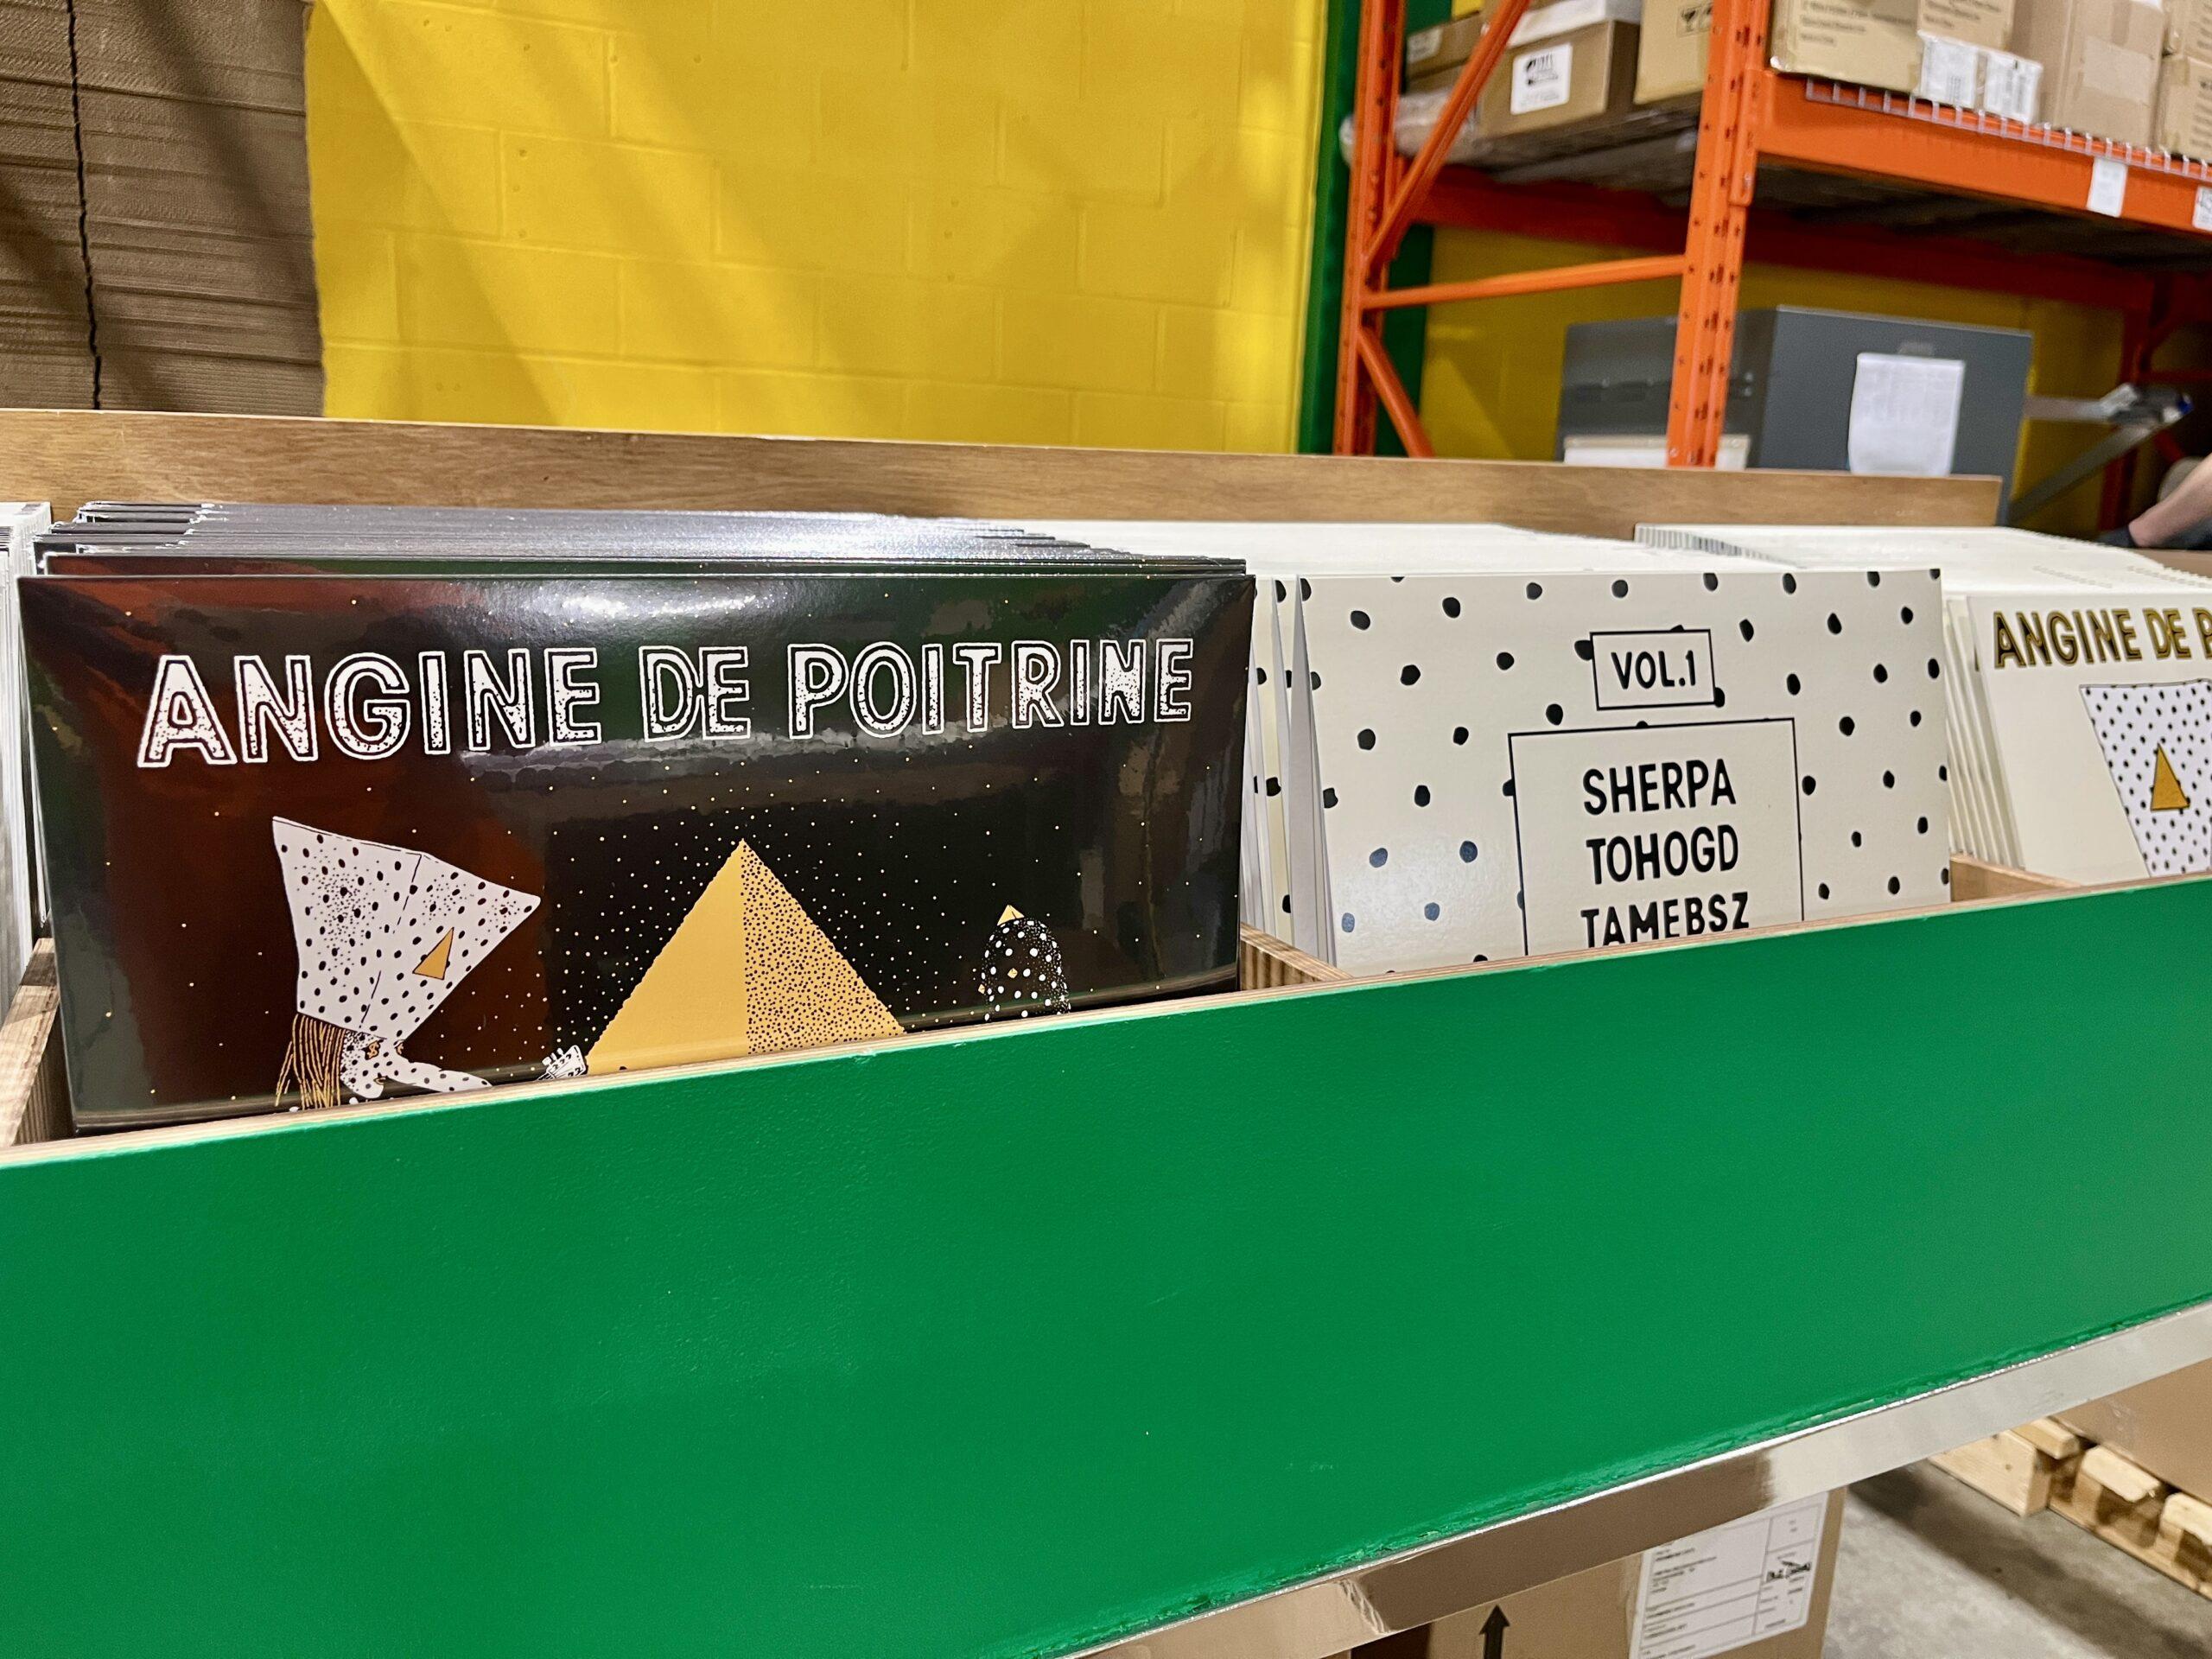 ANGINE DE POITRINE
VOL.1
SHERPA
TOHOGD
TAMEBSZ
ANGINE DE P